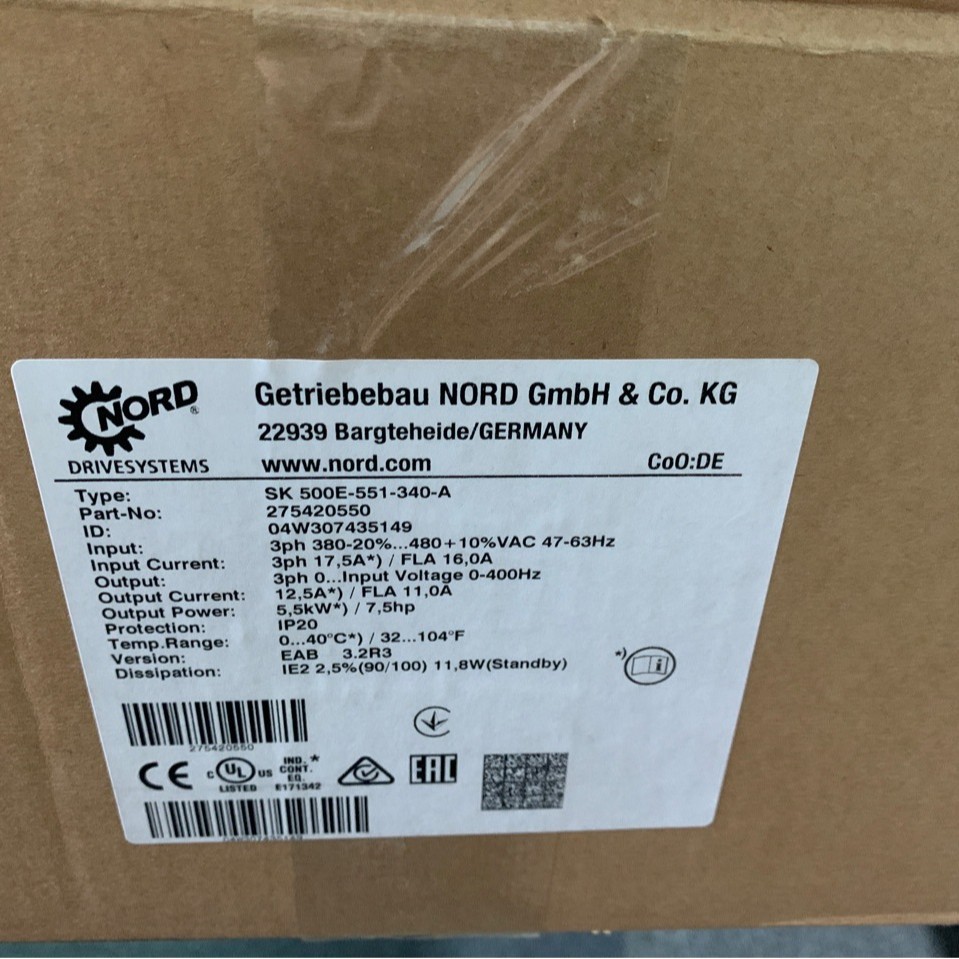 NORD®
DRIVESYSTEMS
Getriebebau NORD GmbH & Co. KG
22939 Bargteheide/GERMANY
www.nord.com CoO:DE
Type: SK 500E-551-340-A
Part-No: 275420550
ID: 04W307435149
Input: 3ph 380-20%...480+10%VAC 47-63Hz
Input Current: 3ph 17,5A*) / FLA 16,0A
Output: 3ph 0...Input Voltage 0-400Hz
Output Current: 12,5A*) / FLA 11,0A
Output Power: 5,5kW*) / 7,5hp
Protection: IP20
Temp.Range: 0...40°C*) / 32...104°F
Version: EAB 3.2R3
Dissipation: IE2 2,5%(90/100) 11,8W(Standby)
*) i
275420550
CE c UL US LISTED IND. * CONT. EQ. E171342 EAC
04W307435149